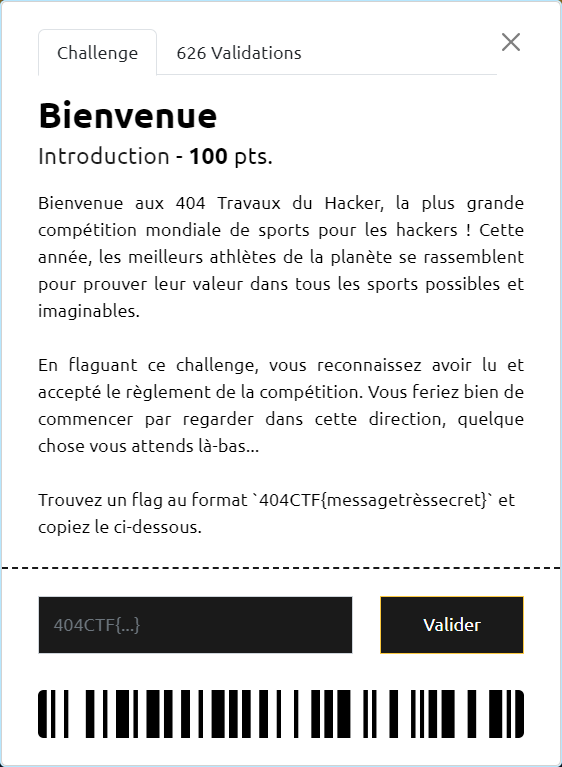 Challenge
626 Validations
Bienvenue
Introduction - 100 pts.
Bienvenue aux 404 Travaux du Hacker, la plus grande
compétition mondiale de sports pour les hackers ! Cette
année, les meilleurs athlètes de la planète se rassemblent
pour prouver leur valeur dans tous les sports possibles et
imaginables.
En flaguant ce challenge, vous reconnaissez avoir lu et
accepté le règlement de la compétition. Vous feriez bien de
commencer par regarder dans cette direction, quelque
chose vous attends là-bas...
Trouvez un flag au format `404CTF{messagetrèssecret}` et
copiez le ci-dessous.
404CTF{...}
Valider